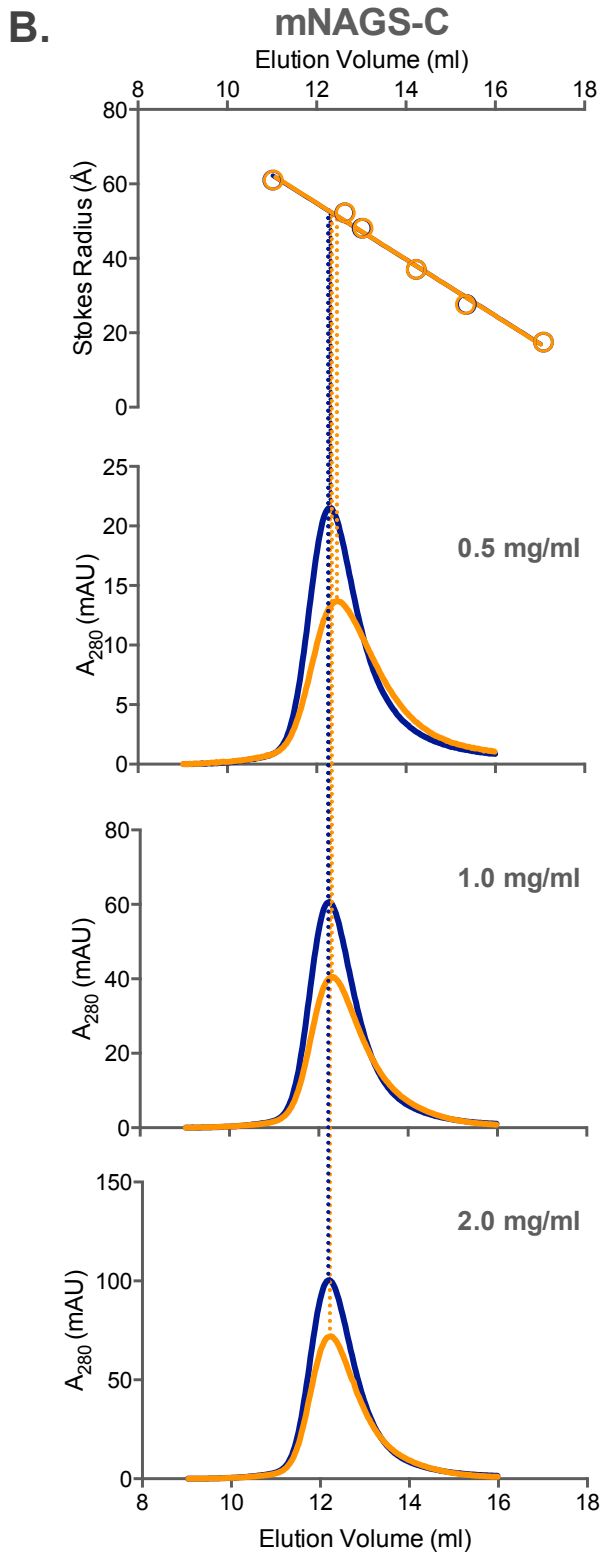 B.
mNAGS-C
Elution Volume (ml)
8 10 12 14 16 18
80
60
40
20
0
Stokes Radius (Å)
25
20
15
10
5
0
A280 (mAU)
0.5 mg/ml
80
60
40
20
0
A280 (mAU)
1.0 mg/ml
150
100
50
0
A280 (mAU)
2.0 mg/ml
8 10 12 14 16 18
Elution Volume (ml)